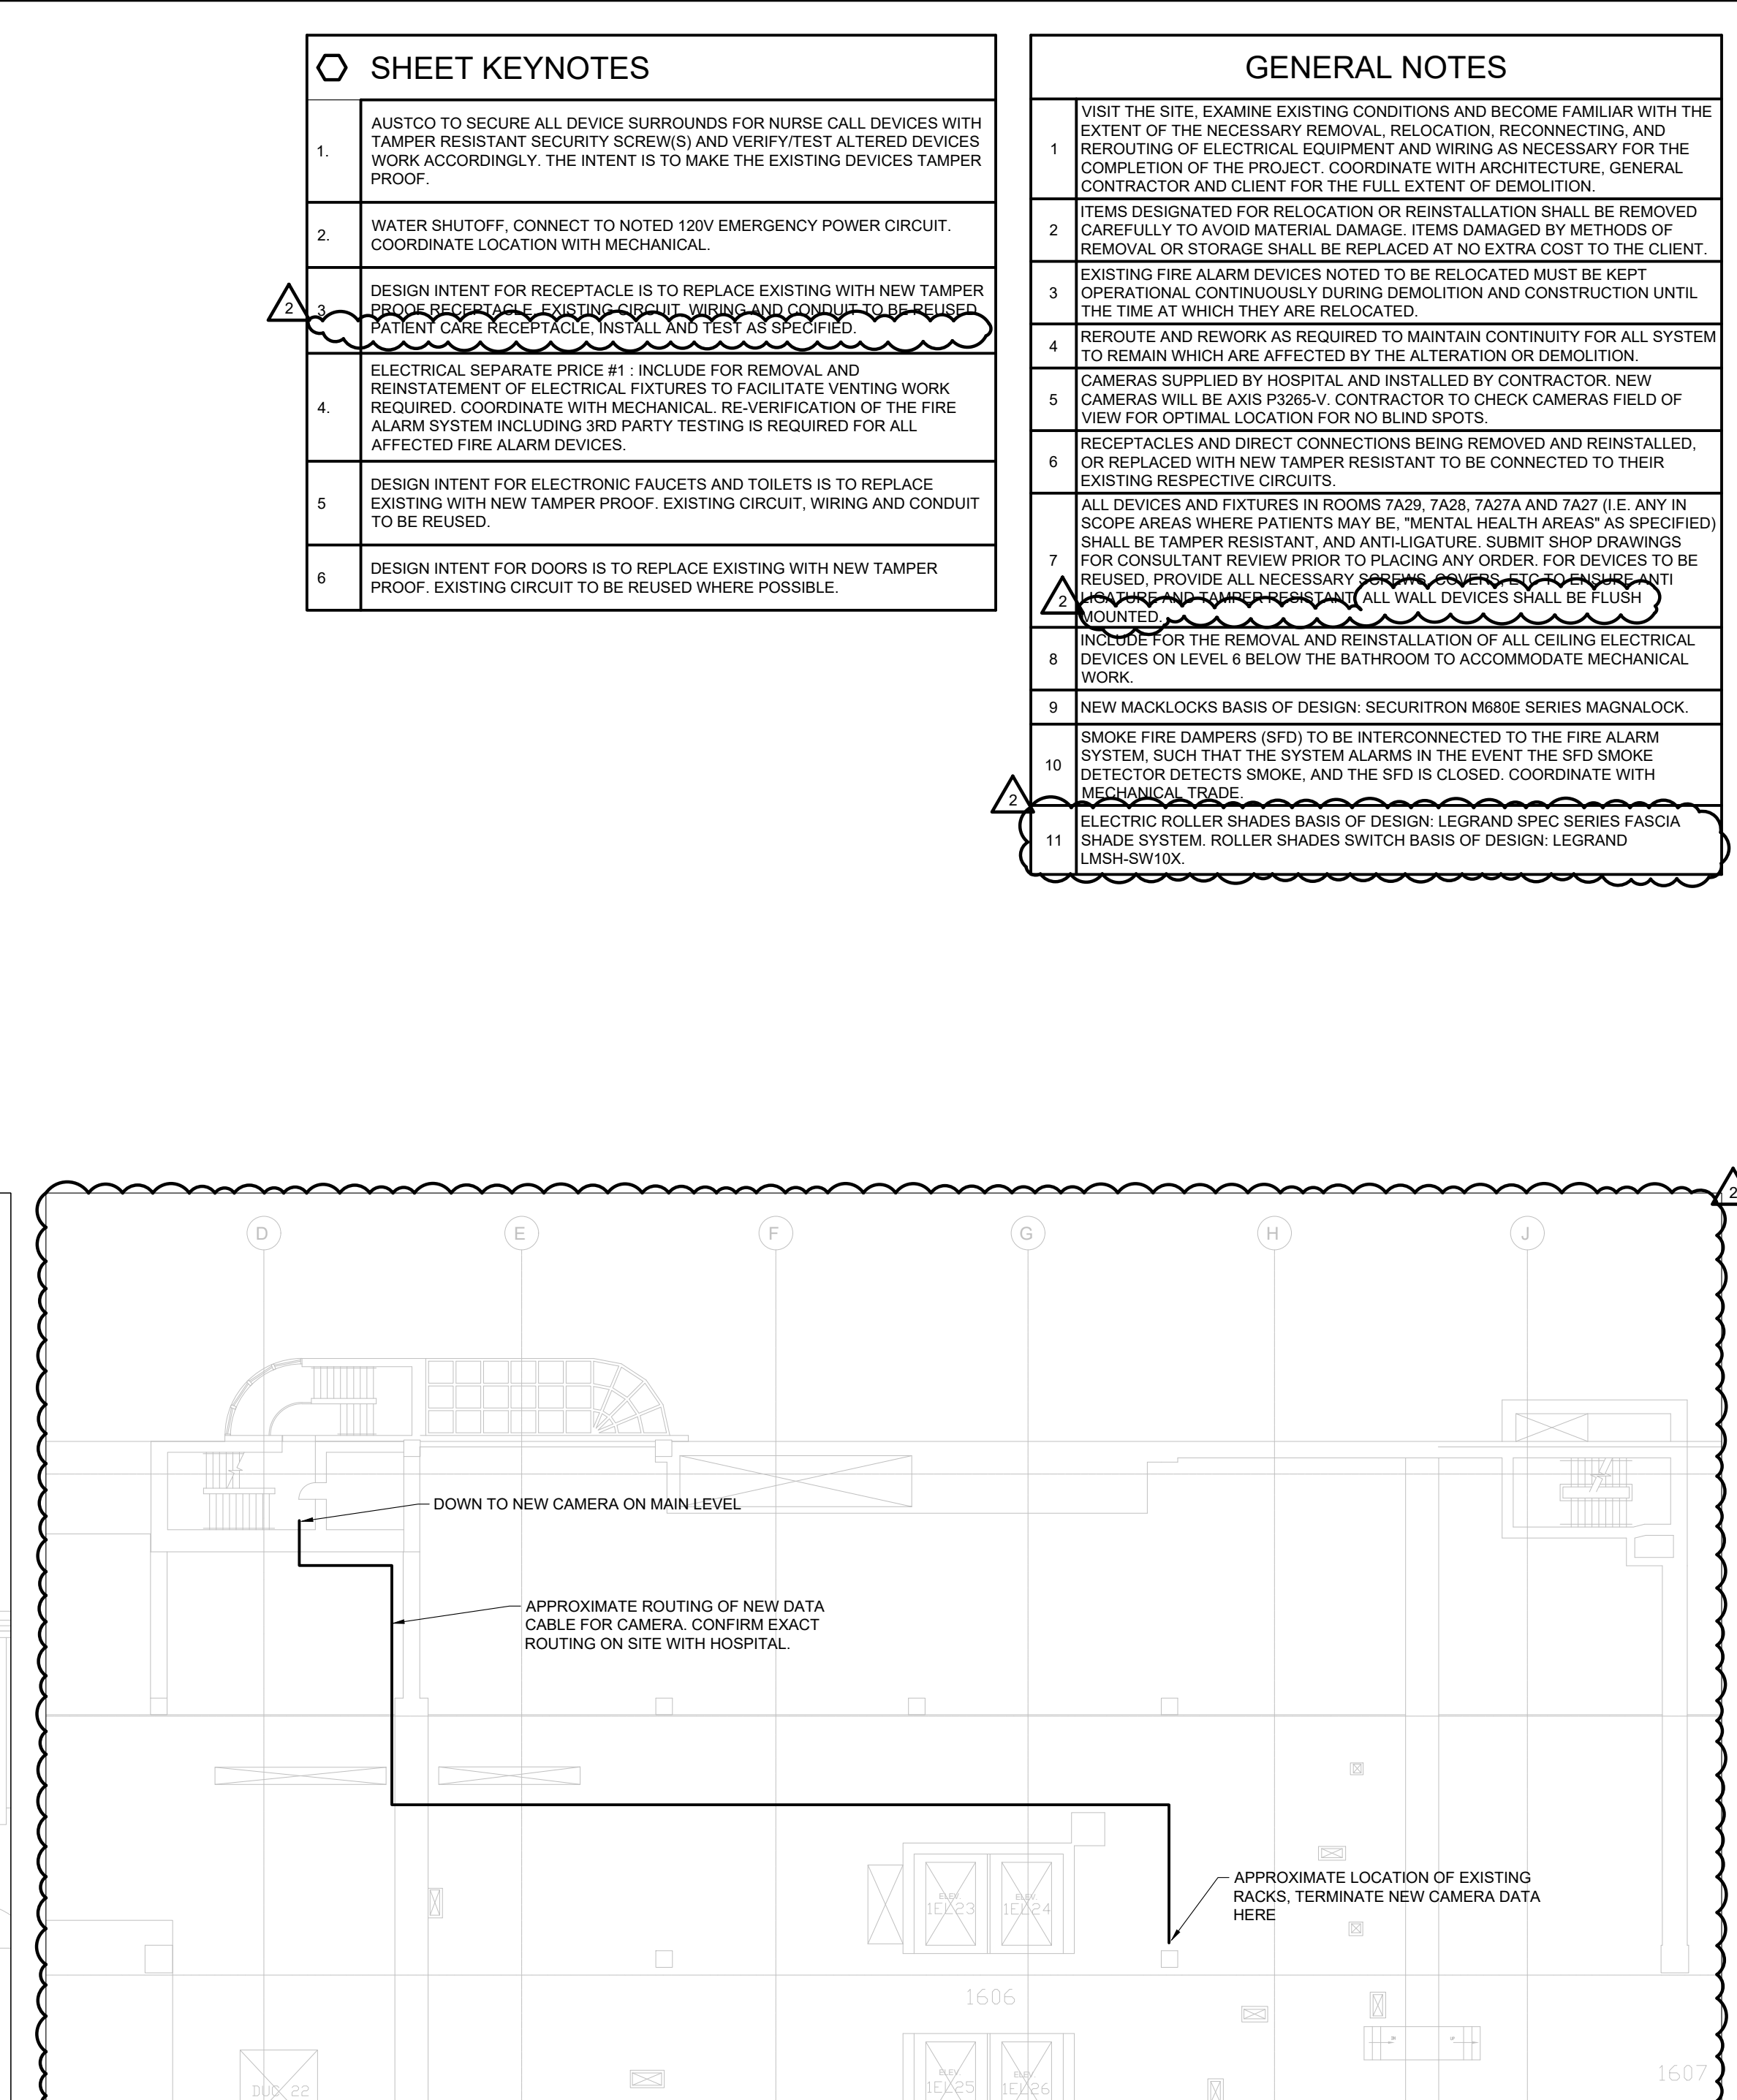 SHEET KEYNOTES
1.
AUSTCO TO SECURE ALL DEVICE SURROUNDS FOR NURSE CALL DEVICES WITH
TAMPER RESISTANT SECURITY SCREW(S) AND VERIFY/TEST ALTERED DEVICES
WORK ACCORDINGLY. THE INTENT IS TO MAKE THE EXISTING DEVICES TAMPER
PROOF.
2.
WATER SHUTOFF, CONNECT TO NOTED 120V EMERGENCY POWER CIRCUIT.
COORDINATE LOCATION WITH MECHANICAL.
2
3
DESIGN INTENT FOR RECEPTACLE IS TO REPLACE EXISTING WITH NEW TAMPER
PROOF RECEPTACLE, EXISTING CIRCUIT, WIRING AND CONDUIT TO BE REUSED.
PATIENT CARE RECEPTACLE, INSTALL AND TEST AS SPECIFIED.
4.
ELECTRICAL SEPARATE PRICE #1 : INCLUDE FOR REMOVAL AND
REINSTATEMENT OF ELECTRICAL FIXTURES TO FACILITATE VENTING WORK
REQUIRED. COORDINATE WITH MECHANICAL. RE-VERIFICATION OF THE FIRE
ALARM SYSTEM INCLUDING 3RD PARTY TESTING IS REQUIRED FOR ALL
AFFECTED FIRE ALARM DEVICES.
5
DESIGN INTENT FOR ELECTRONIC FAUCETS AND TOILETS IS TO REPLACE
EXISTING WITH NEW TAMPER PROOF. EXISTING CIRCUIT, WIRING AND CONDUIT
TO BE REUSED.
6
DESIGN INTENT FOR DOORS IS TO REPLACE EXISTING WITH NEW TAMPER
PROOF. EXISTING CIRCUIT TO BE REUSED WHERE POSSIBLE.
GENERAL NOTES
1
VISIT THE SITE, EXAMINE EXISTING CONDITIONS AND BECOME FAMILIAR WITH THE
EXTENT OF THE NECESSARY REMOVAL, RELOCATION, RECONNECTING, AND
REROUTING OF ELECTRICAL EQUIPMENT AND WIRING AS NECESSARY FOR THE
COMPLETION OF THE PROJECT. COORDINATE WITH ARCHITECTURE, GENERAL
CONTRACTOR AND CLIENT FOR THE FULL EXTENT OF DEMOLITION.
2
ITEMS DESIGNATED FOR RELOCATION OR REINSTALLATION SHALL BE REMOVED
CAREFULLY TO AVOID MATERIAL DAMAGE. ITEMS DAMAGED BY METHODS OF
REMOVAL OR STORAGE SHALL BE REPLACED AT NO EXTRA COST TO THE CLIENT.
3
EXISTING FIRE ALARM DEVICES NOTED TO BE RELOCATED MUST BE KEPT
OPERATIONAL CONTINUOUSLY DURING DEMOLITION AND CONSTRUCTION UNTIL
THE TIME AT WHICH THEY ARE RELOCATED.
4
REROUTE AND REWORK AS REQUIRED TO MAINTAIN CONTINUITY FOR ALL SYSTEM
TO REMAIN WHICH ARE AFFECTED BY THE ALTERATION OR DEMOLITION.
5
CAMERAS SUPPLIED BY HOSPITAL AND INSTALLED BY CONTRACTOR. NEW
CAMERAS WILL BE AXIS P3265-V. CONTRACTOR TO CHECK CAMERAS FIELD OF
VIEW FOR OPTIMAL LOCATION FOR NO BLIND SPOTS.
6
RECEPTACLES AND DIRECT CONNECTIONS BEING REMOVED AND REINSTALLED,
OR REPLACED WITH NEW TAMPER RESISTANT TO BE CONNECTED TO THEIR
EXISTING RESPECTIVE CIRCUITS.
7
ALL DEVICES AND FIXTURES IN ROOMS 7A29, 7A28, 7A27A AND 7A27 (I.E. ANY IN
SCOPE AREAS WHERE PATIENTS MAY BE, "MENTAL HEALTH AREAS" AS SPECIFIED)
SHALL BE TAMPER RESISTANT, AND ANTI-LIGATURE. SUBMIT SHOP DRAWINGS
FOR CONSULTANT REVIEW PRIOR TO PLACING ANY ORDER. FOR DEVICES TO BE
REUSED, PROVIDE ALL NECESSARY SCREWS, COVERS, ETC TO ENSURE ANTI
LIGATURE AND TAMPER RESISTANT. ALL WALL DEVICES SHALL BE FLUSH
MOUNTED.
2
8
INCLUDE FOR THE REMOVAL AND REINSTALLATION OF ALL CEILING ELECTRICAL
DEVICES ON LEVEL 6 BELOW THE BATHROOM TO ACCOMMODATE MECHANICAL
WORK.
9
NEW MACKLOCKS BASIS OF DESIGN: SECURITRON M680E SERIES MAGNALOCK.
10
SMOKE FIRE DAMPERS (SFD) TO BE INTERCONNECTED TO THE FIRE ALARM
SYSTEM, SUCH THAT THE SYSTEM ALARMS IN THE EVENT THE SFD SMOKE
DETECTOR DETECTS SMOKE, AND THE SFD IS CLOSED. COORDINATE WITH
MECHANICAL TRADE.
2
11
ELECTRIC ROLLER SHADES BASIS OF DESIGN: LEGRAND SPEC SERIES FASCIA
SHADE SYSTEM. ROLLER SHADES SWITCH BASIS OF DESIGN: LEGRAND
LMSH-SW10X.
2
D E F G H J
DOWN TO NEW CAMERA ON MAIN LEVEL
APPROXIMATE ROUTING OF NEW DATA
CABLE FOR CAMERA. CONFIRM EXACT
ROUTING ON SITE WITH HOSPITAL.
APPROXIMATE LOCATION OF EXISTING
RACKS, TERMINATE NEW CAMERA DATA
HERE
ELEV.
1EL23
ELEV.
1EL24
1606
ELEV.
1EL25
ELEV.
1EL26
1607
22